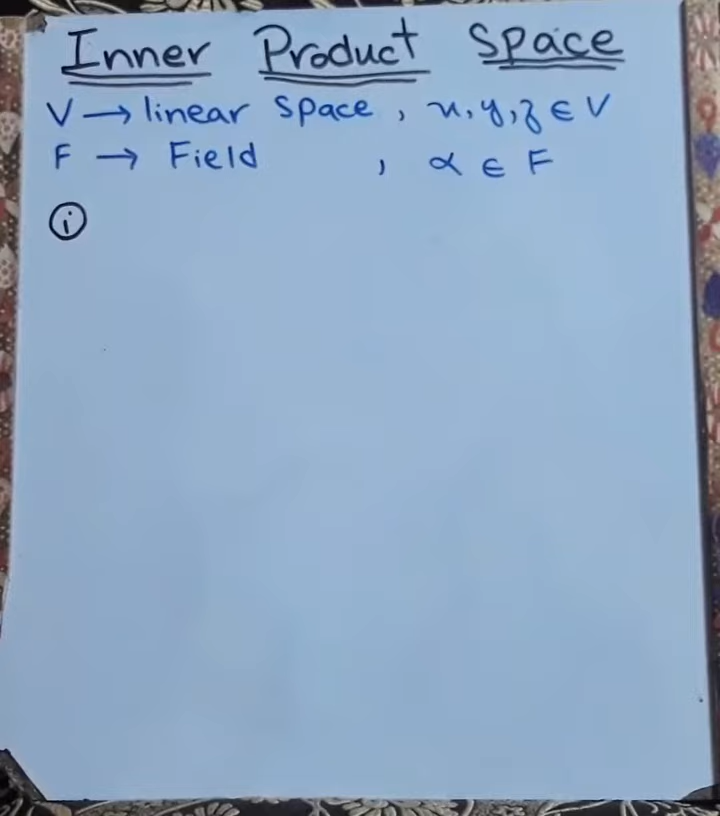 Inner Product Space
V → linear space, x, y, z ∈ V
F → Field , α ∈ F
(i)